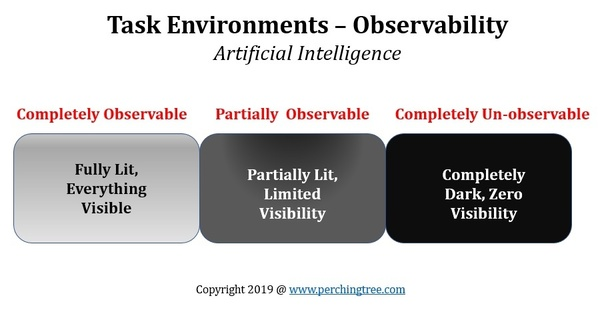 Task Environments – Observability
Artificial Intelligence
Completely Observable
Partially  Observable
Completely Un-observable
Fully Lit,
Everything
Visible
Partially Lit,
Limited
Visibility
Completely
Dark, Zero
Visibility
Copyright 2019 @ www.perchingtree.com